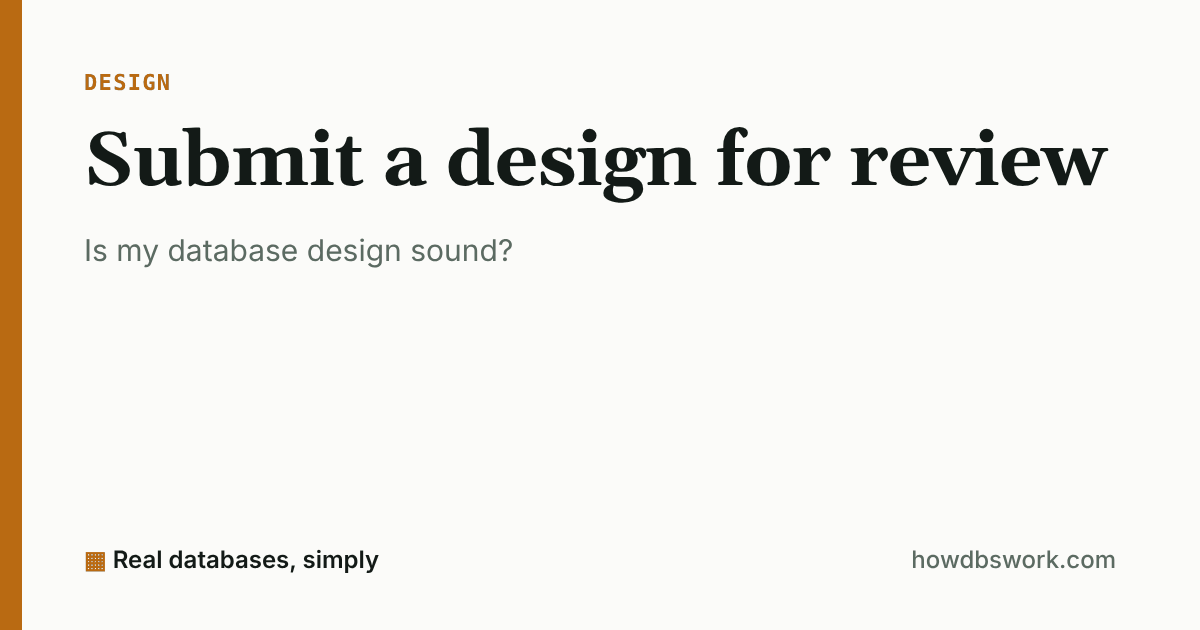 DESIGN
Submit a design for review
Is my database design sound?
Real databases, simply
howdbswork.com